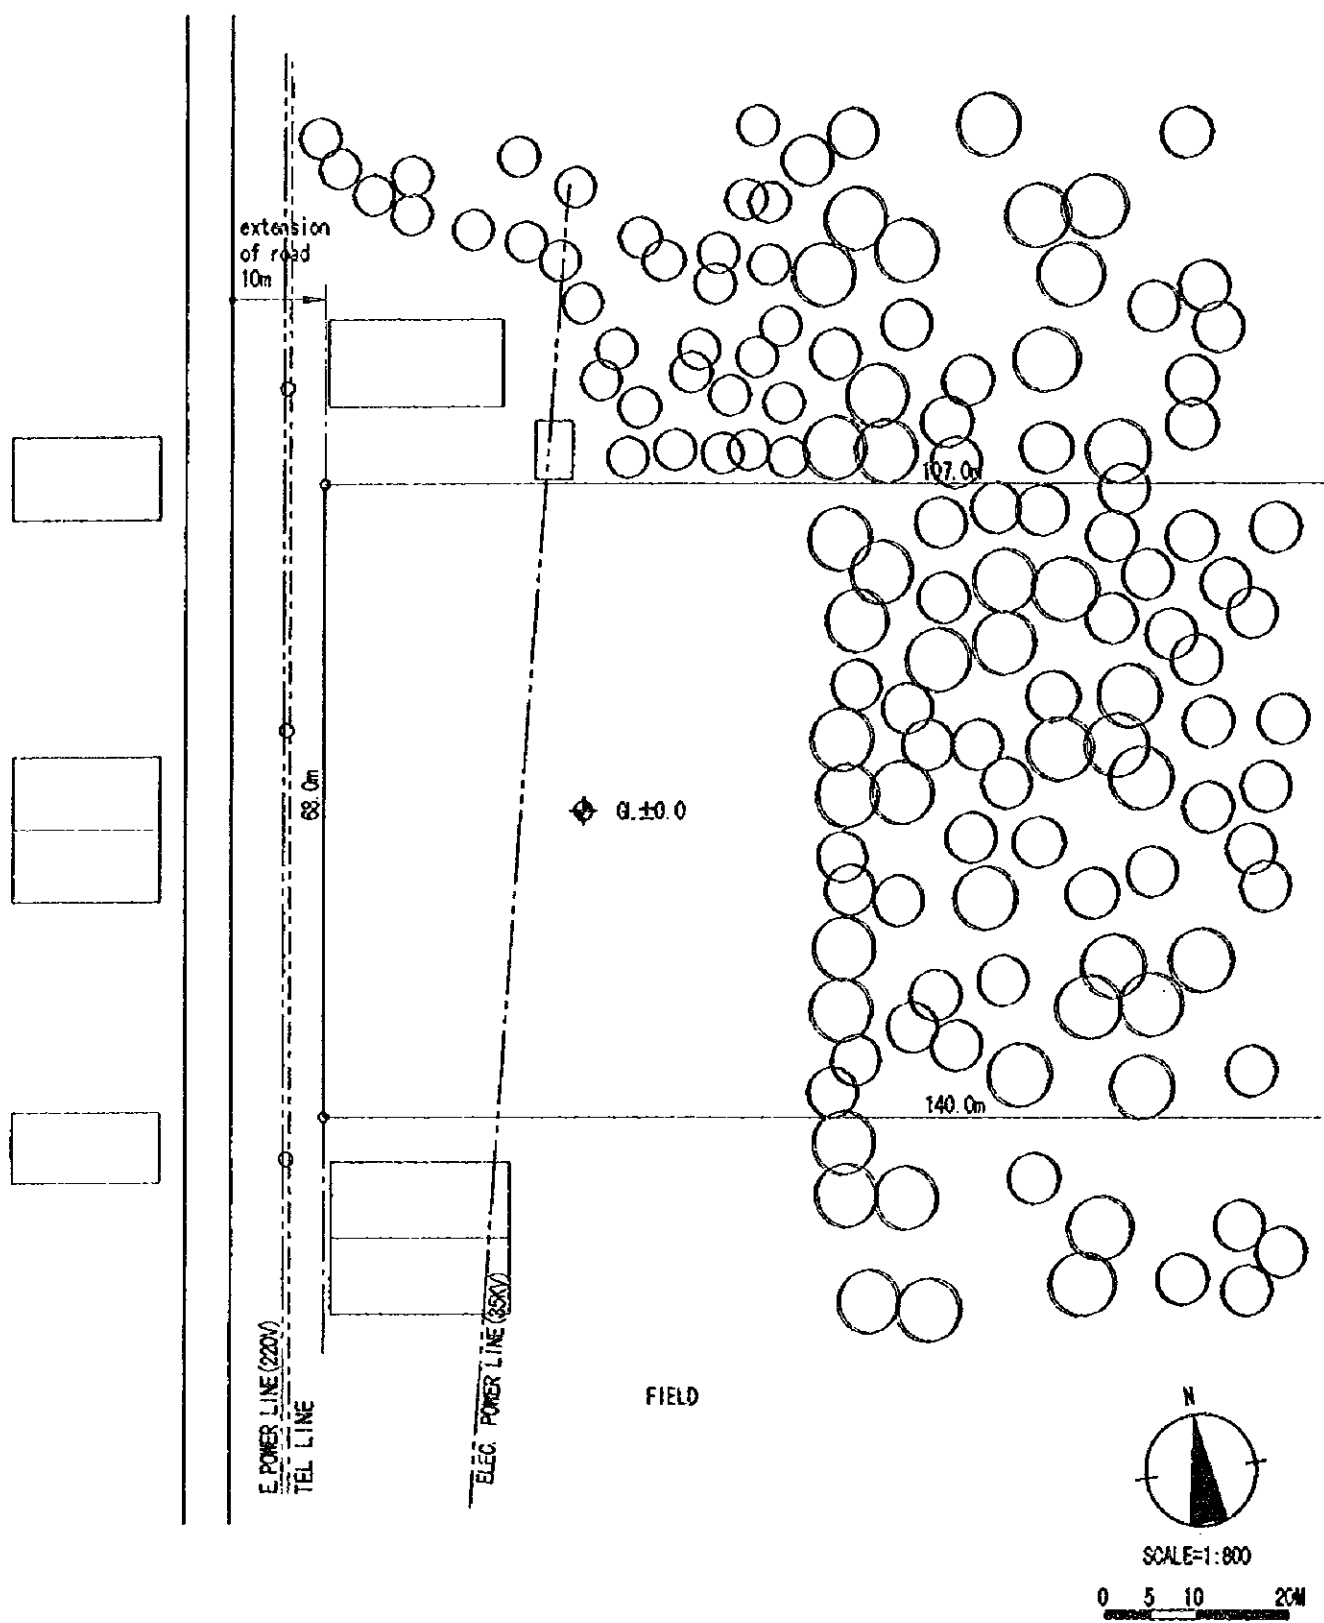 extension
of road
10m
107.0m
68.0m
GL±0.0
140.0m
E.POWER LINE(220V)
TEL LINE
ELEC. POWER LINE(35KV)
FIELD
N
SCALE=1:800
0 5 10 20M